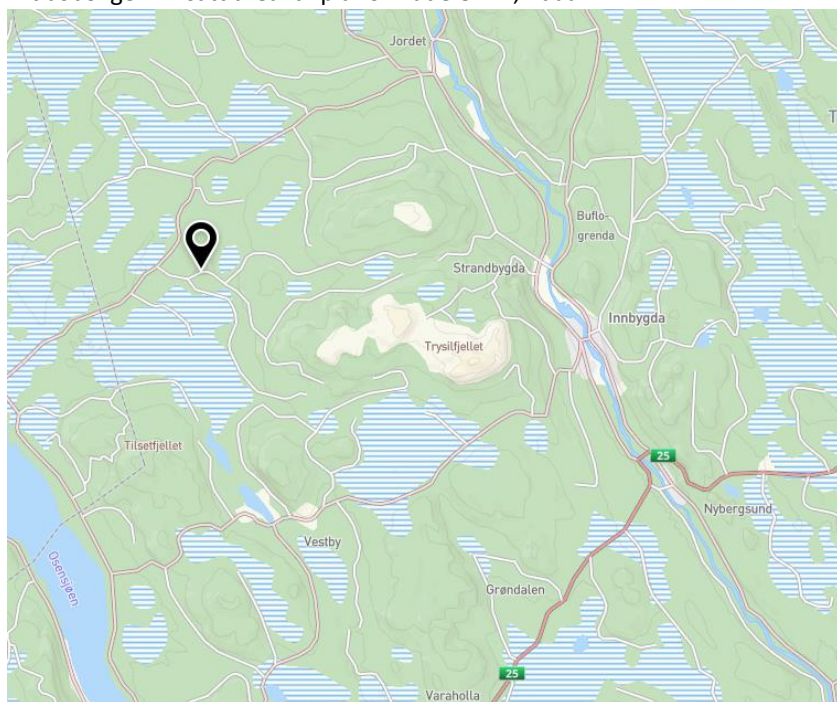 Jordet
T
Buflo-
grenda
Strandbygda
Innbygda
Trysilfjellet
Tilsetfjellet
25
Nybergsund
Vestby
Osensjøen
Grøndalen
25
Varaholla